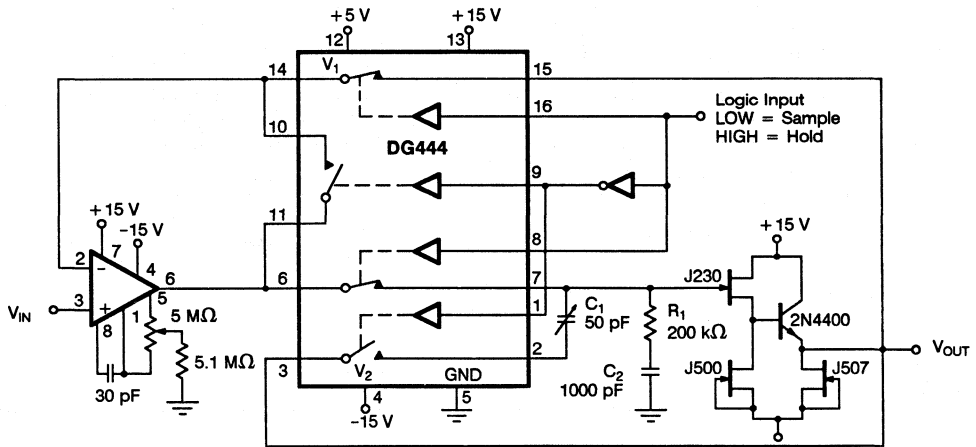 +5 V
+15 V
12
13
14
V1
15
16
Logic Input
LOW = Sample
HIGH = Hold
10
DG444
9
11
+15 V
-15 V
8
+15 V
2
-
7
4
6
6
7
J230
VIN
3
+
5
8
1
5 MΩ
1
C1
50 pF
R1
200 kΩ
2N4400
VOUT
5.1 MΩ
3
V2
2
J500
J507
30 pF
GND
C2
1000 pF
4
-15 V
5